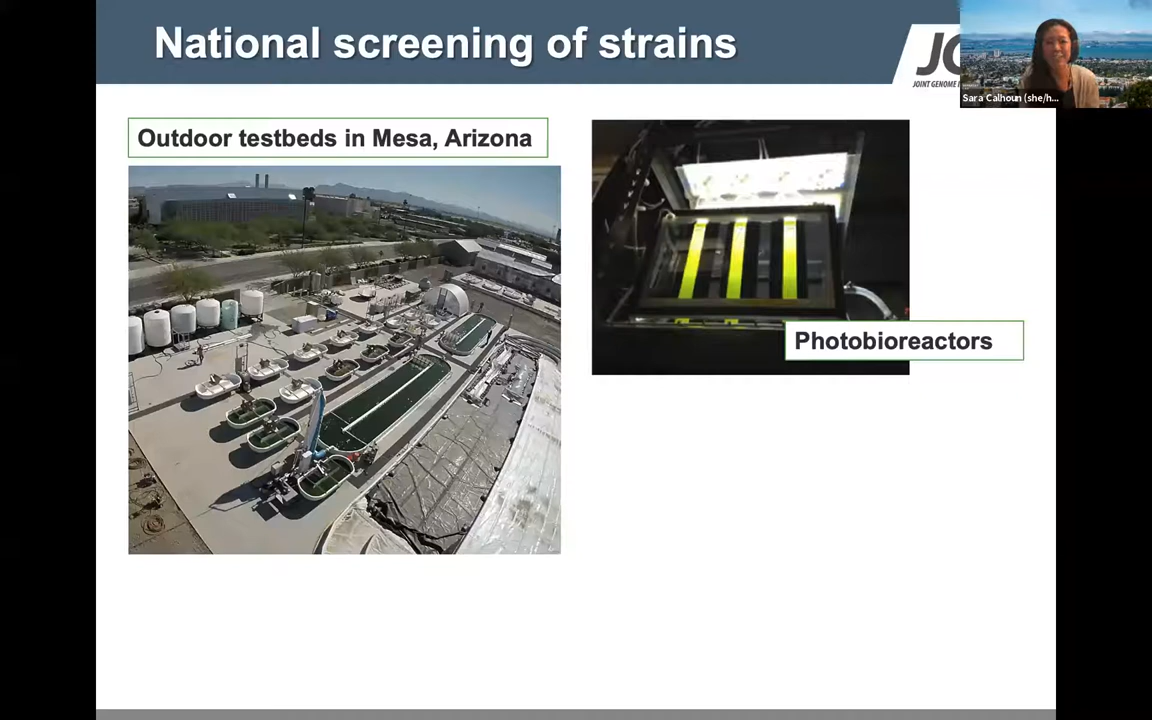 National screening of strains
JOINT GENOME
Sara Calhoun (she/h...
Outdoor testbeds in Mesa, Arizona
Photobioreactors